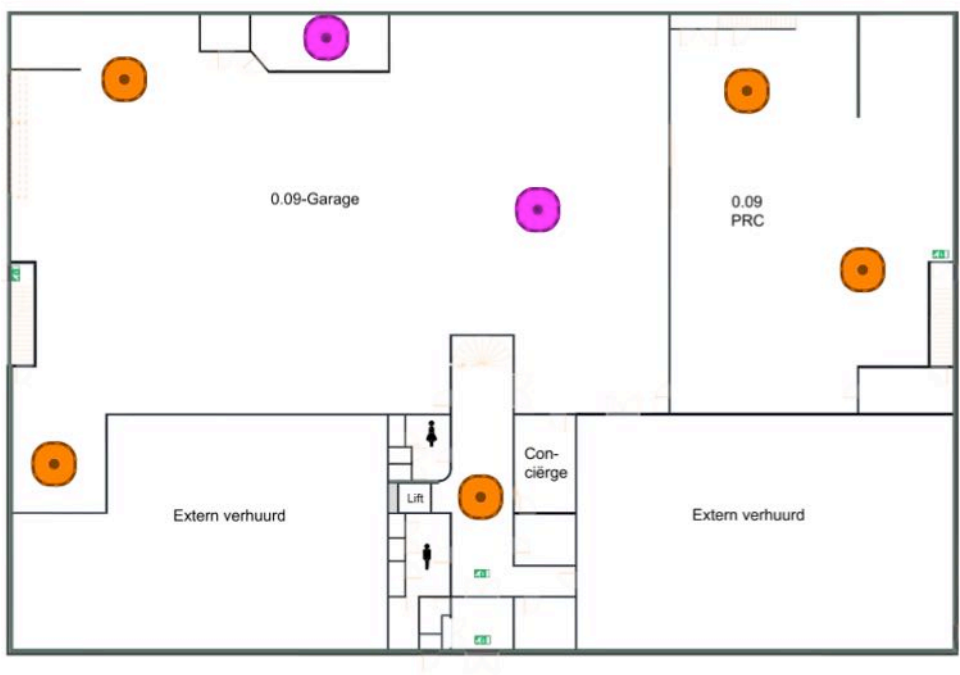 0.09-Garage
0.09
PRC
Con-
ciërge
Lift
Extern verhuurd
Extern verhuurd